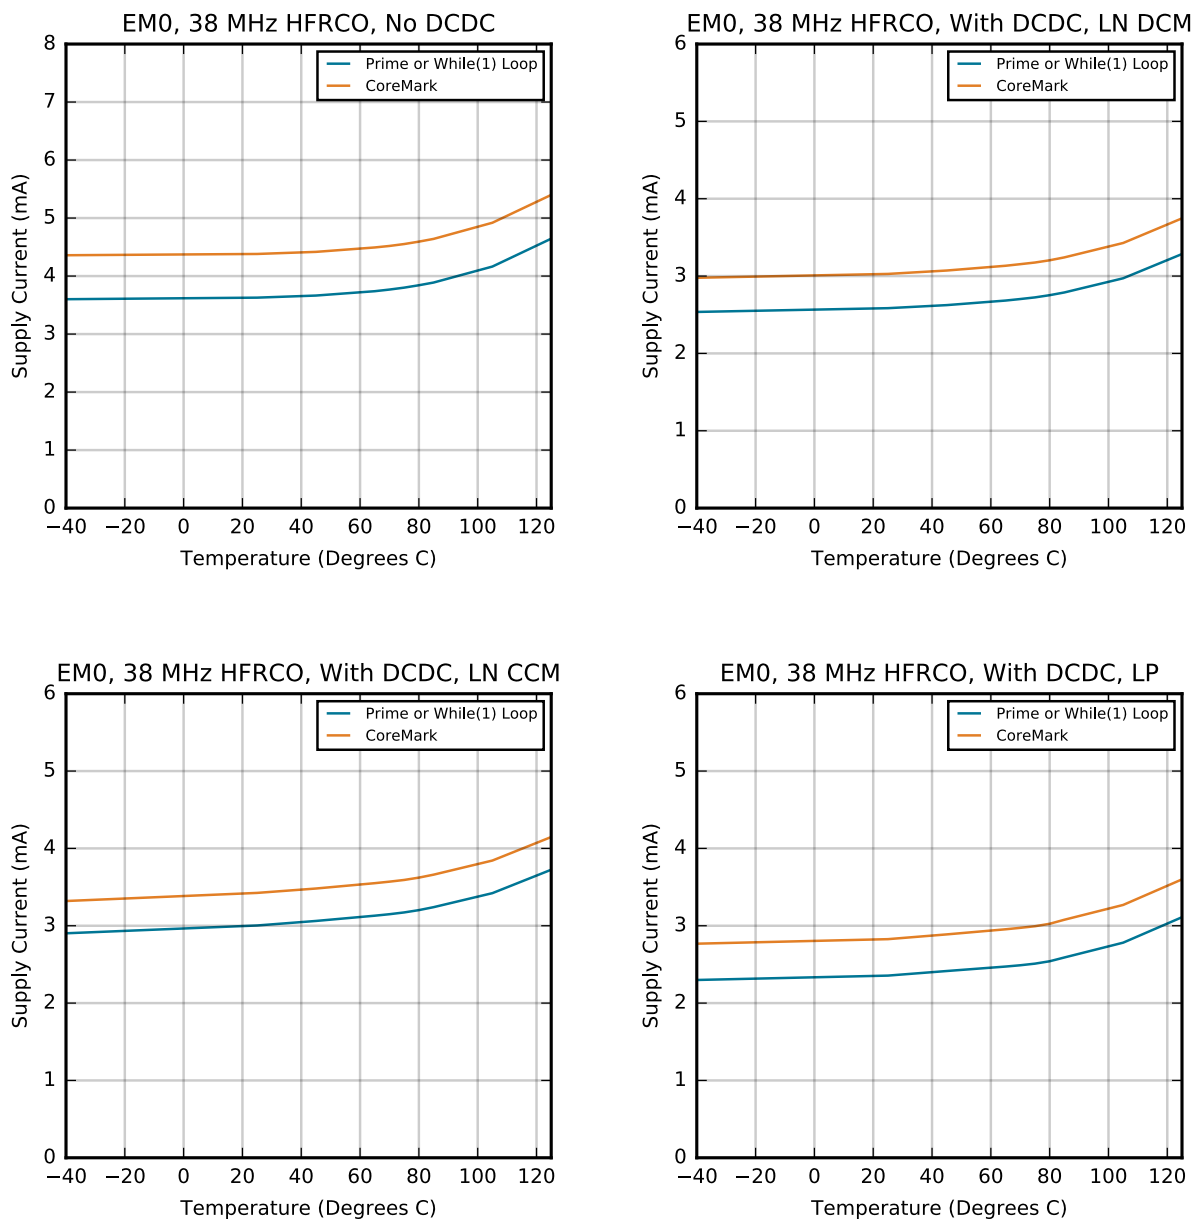 EM0, 38 MHz HFRCO, No DCDC
8
7
6
5
4
3
2
1
0
Supply Current (mA)
Prime or While(1) Loop
CoreMark
−40 −20 0 20 40 60 80 100 120
Temperature (Degrees C)
EM0, 38 MHz HFRCO, With DCDC, LN DCM
6
5
4
3
2
1
0
Supply Current (mA)
Prime or While(1) Loop
CoreMark
−40 −20 0 20 40 60 80 100 120
Temperature (Degrees C)
EM0, 38 MHz HFRCO, With DCDC, LN CCM
6
5
4
3
2
1
0
Supply Current (mA)
Prime or While(1) Loop
CoreMark
−40 −20 0 20 40 60 80 100 120
Temperature (Degrees C)
EM0, 38 MHz HFRCO, With DCDC, LP
6
5
4
3
2
1
0
Supply Current (mA)
Prime or While(1) Loop
CoreMark
−40 −20 0 20 40 60 80 100 120
Temperature (Degrees C)